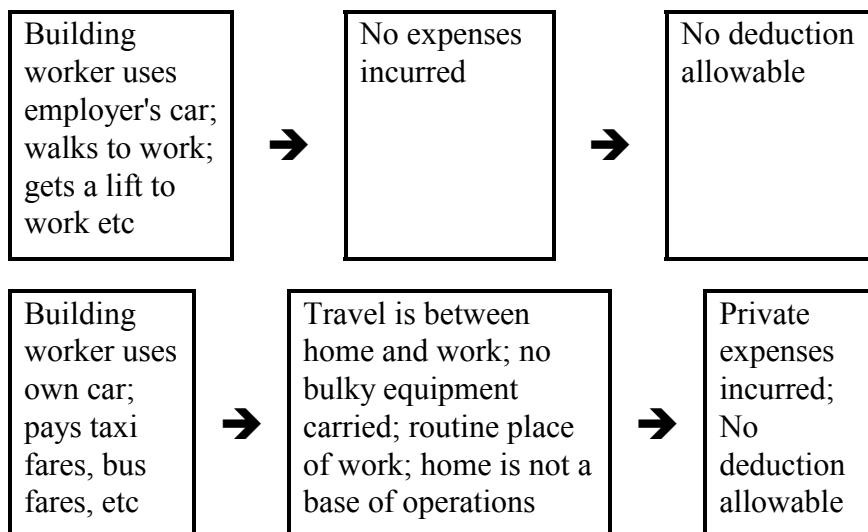 Building
worker uses
employer's car;
walks to work;
gets a lift to
work etc
No expenses
incurred
No deduction
allowable
Building
worker uses
own car;
pays taxi
fares, bus
fares, etc
Travel is between
home and work; no
bulky equipment
carried; routine place
of work; home is not a
base of operations
Private
expenses
incurred;
No
deduction
allowable